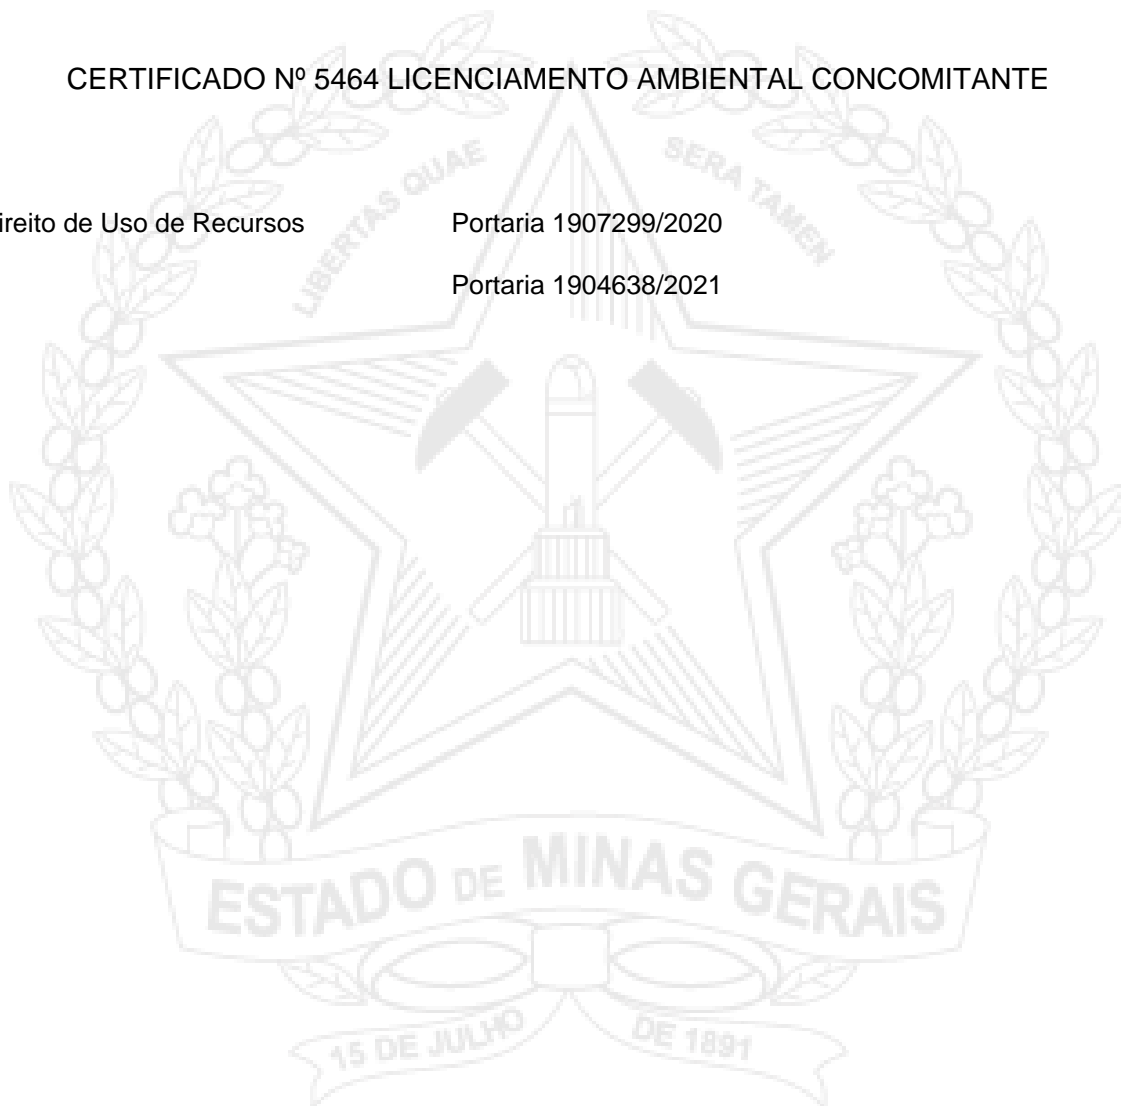 CERTIFICADO Nº 5464 LICENCIAMENTO AMBIENTAL CONCOMITANTE
LIBERTAS QUAE SERA TAMEN
ireito de Uso de Recursos Portaria 1907299/2020
Portaria 1904638/2021
ESTADO DE MINAS GERAIS
15 DE JULHO DE 1891